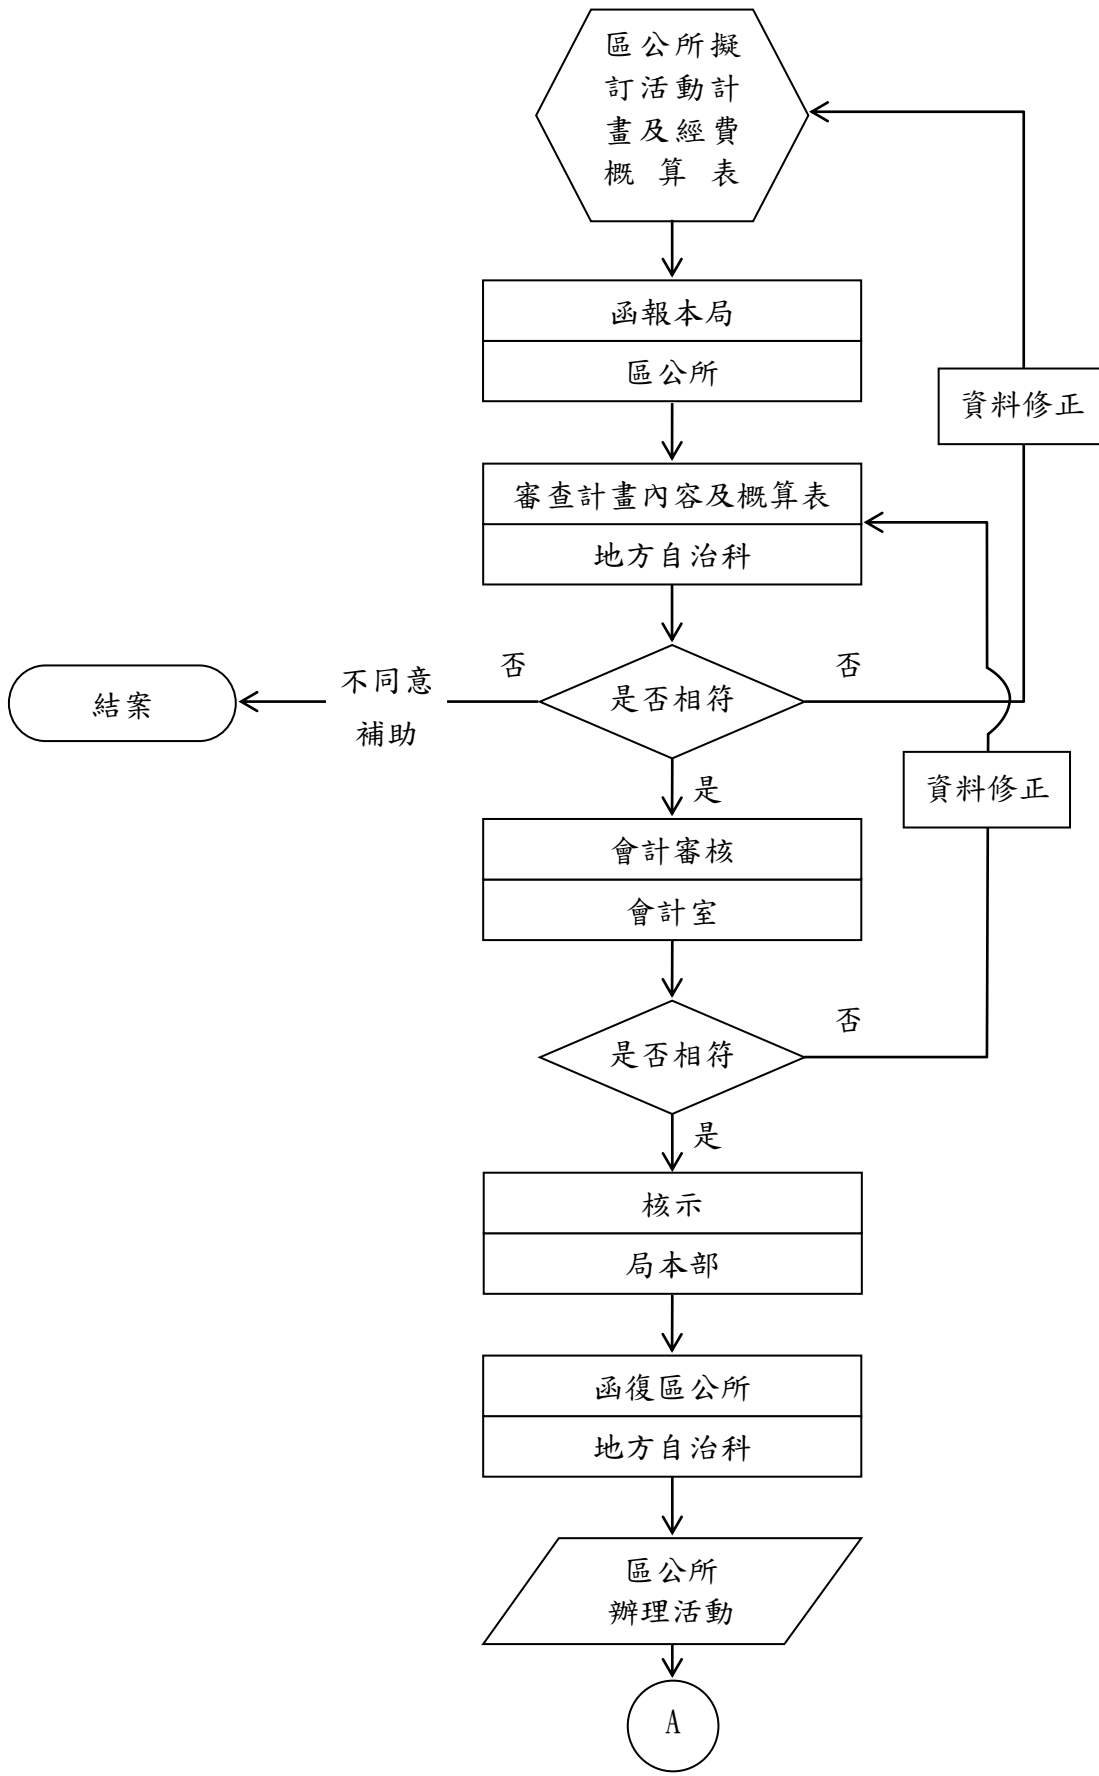 區公所擬
訂活動計
畫及經費
概算表
函報本局
區公所
資料修正
審查計畫內容及概算表
地方自治科
否
不同意
補助
結案
是否相符
否
是
資料修正
會計審核
會計室
是否相符
否
是
核示
局本部
函復區公所
地方自治科
區公所
辦理活動
A